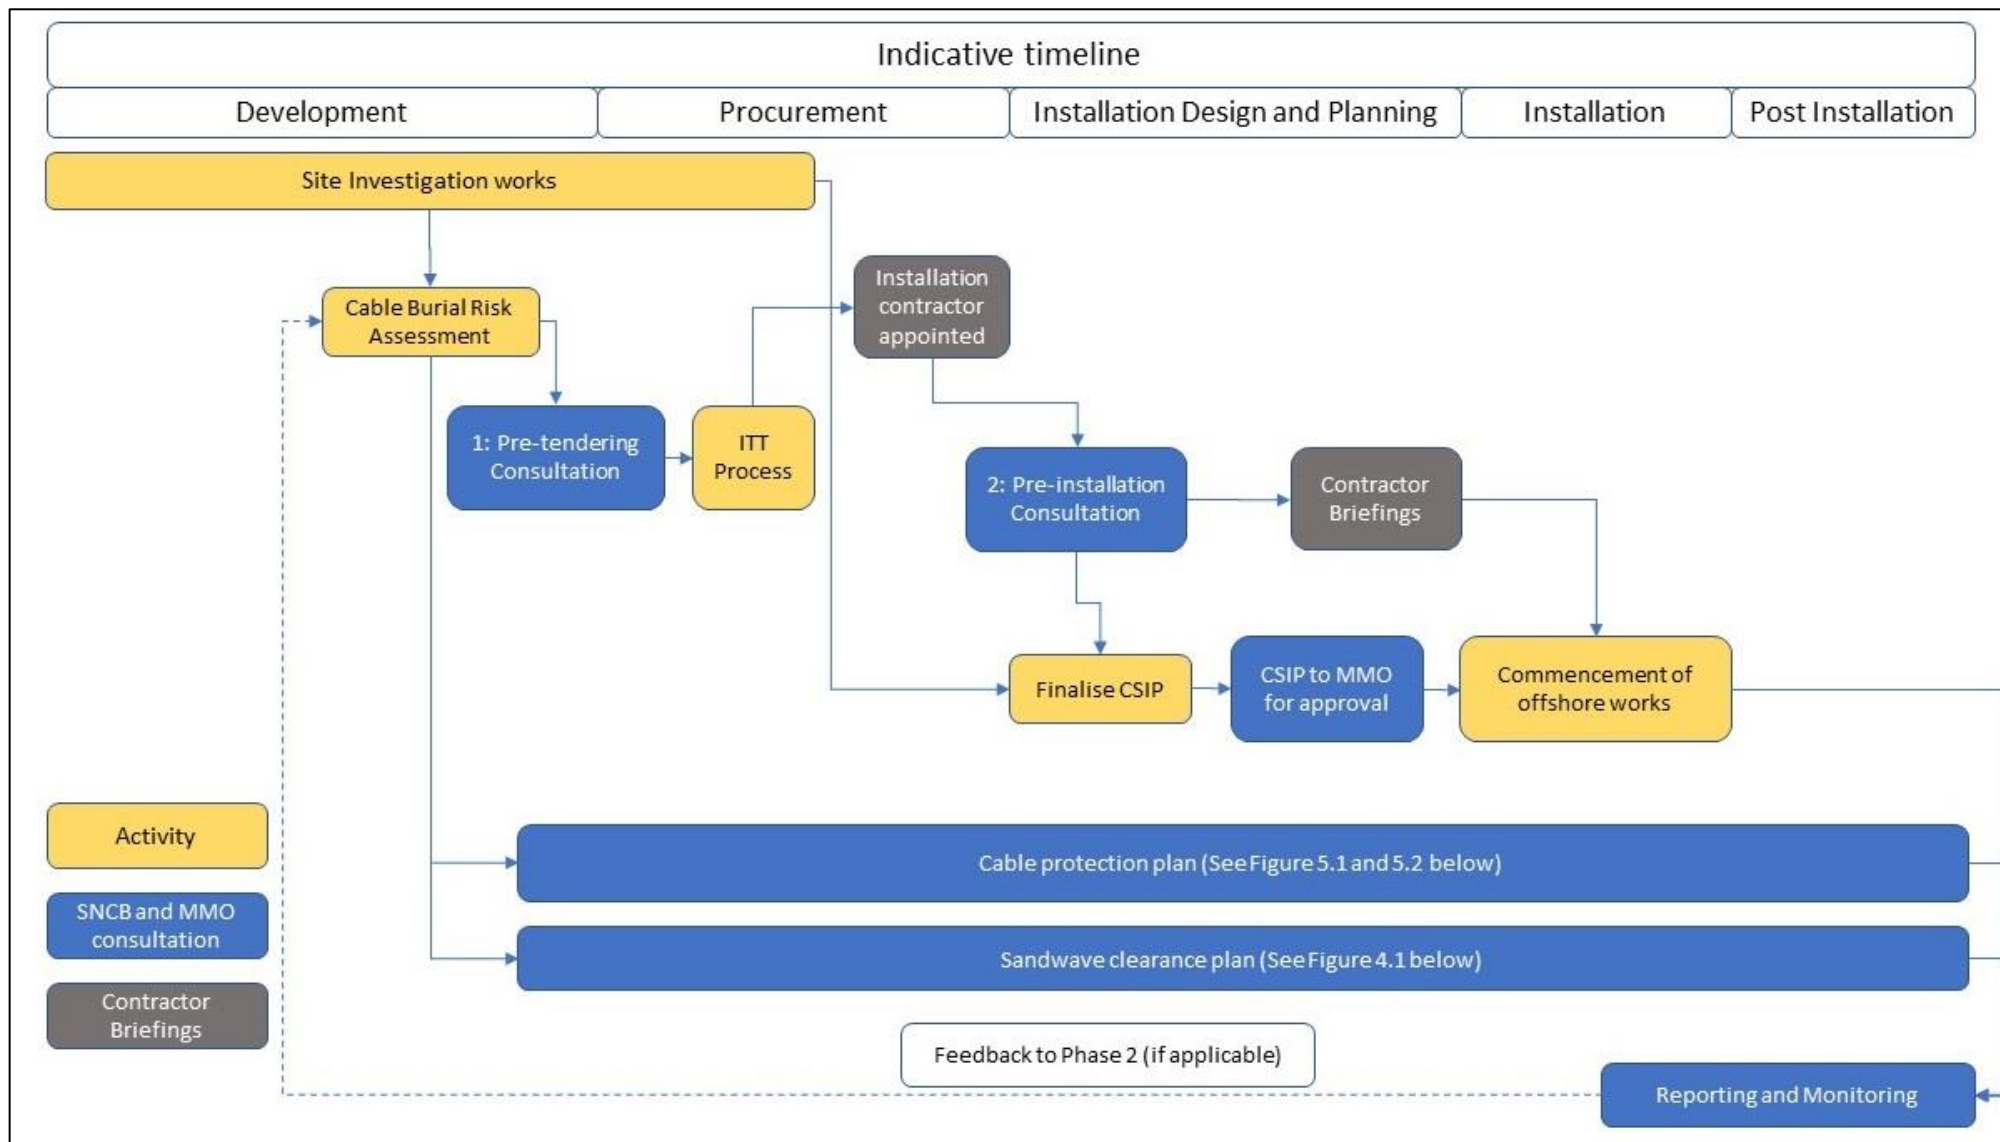 Indicative timeline
Development
Procurement
Installation Design and Planning
Installation
Post Installation
Site Investigation works
Installation
contractor
appointed
Cable Burial Risk
Assessment
1: Pre-tendering
Consultation
ITT
Process
2: Pre-installation
Consultation
Contractor
Briefings
Finalise CSIP
CSIP to MMO
for approval
Commencement of
offshore works
Activity
SNCB and MMO
consultation
Contractor
Briefings
Cable protection plan (See Figure 5.1 and 5.2 below)
Sandwave clearance plan (See Figure 4.1 below)
Feedback to Phase 2 (if applicable)
Reporting and Monitoring